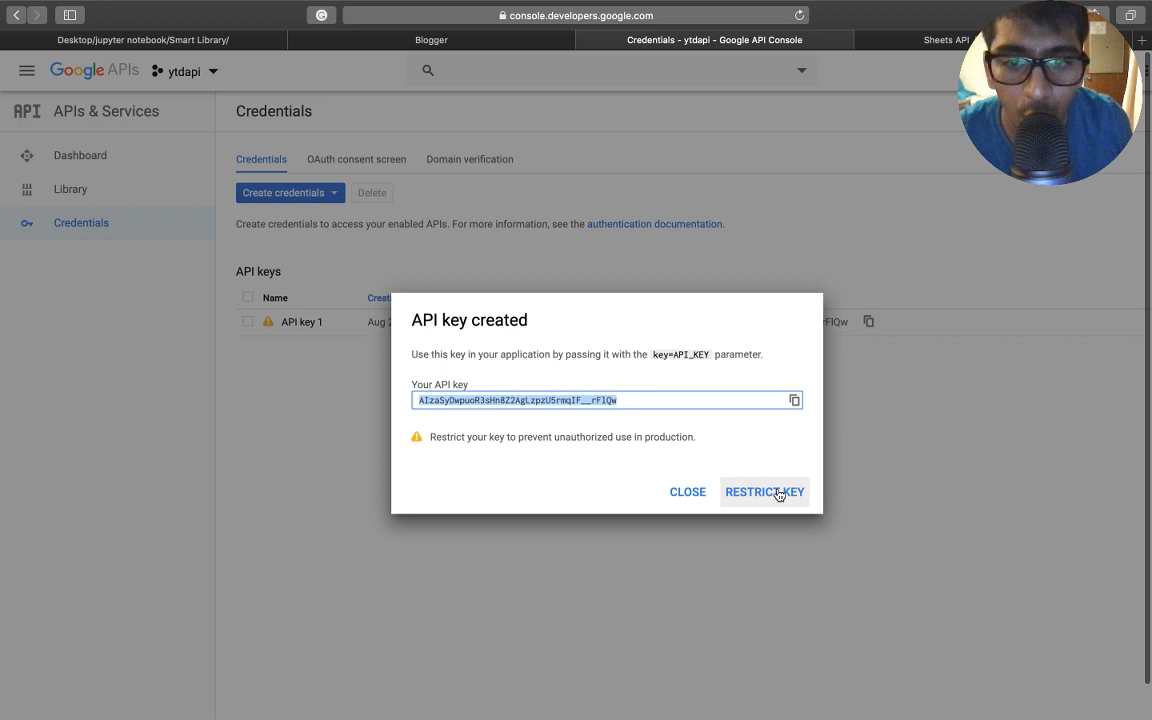 console.developers.google.com
Desktop/jupyter notebook/Smart Library/
Blogger
Credentials - ytdapi - Google API Console
Sheets API
Google APIs
ytdapi
API APIs & Services
Credentials
Dashboard
Library
Credentials
Credentials
OAuth consent screen
Domain verification
Create credentials
Delete
Create credentials to access your enabled APIs. For more information, see the authentication documentation.
API keys
Name
API key 1
Aug 2
rFlQw
API key created
Use this key in your application by passing it with the key=API_KEY parameter.
Your API key
AIzaSyDwpuoR3sHn8Z2AgLzpzU5rmqIF__rFlQw
Restrict your key to prevent unauthorized use in production.
CLOSE
RESTRICT KEY